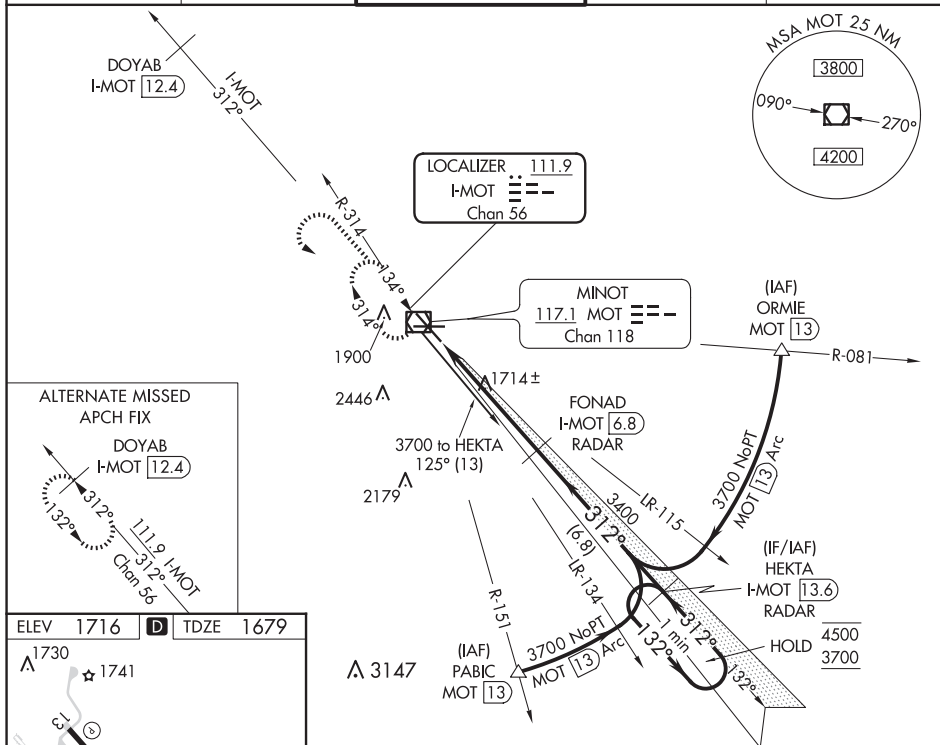 DOYAB
I-MOT 12.4
I-MOT
312°
MSA MOT 25 NM
3800
090°
270°
4200
LOCALIZER 111.9
I-MOT
Chan 56
R-314
134°
314°
MINOT
117.1 MOT
Chan 118
(IAF)
ORMIE
MOT 13
R-081
1900
2446
1714±
2179
3700 to HEKTA
125° (13)
FONAD
I-MOT 6.8
RADAR
3700 NoPT
MOT 13 Arc
LR-115
3400
312°
(6.8)
LR-134
R-151
ALTERNATE MISSED
APCH FIX
DOYAB
I-MOT 12.4
312°
132°
111.9 I-MOT
312°
Chan 56
(IF/IAF)
HEKTA
I-MOT 13.6
RADAR
HOLD
4500
3700
1 min
312°
132°
132°
3700 NoPT
MOT 13 Arc
(IAF)
PABIC
MOT 13
3147
ELEV 1716 D TDZE 1679
1730
1741
13
P